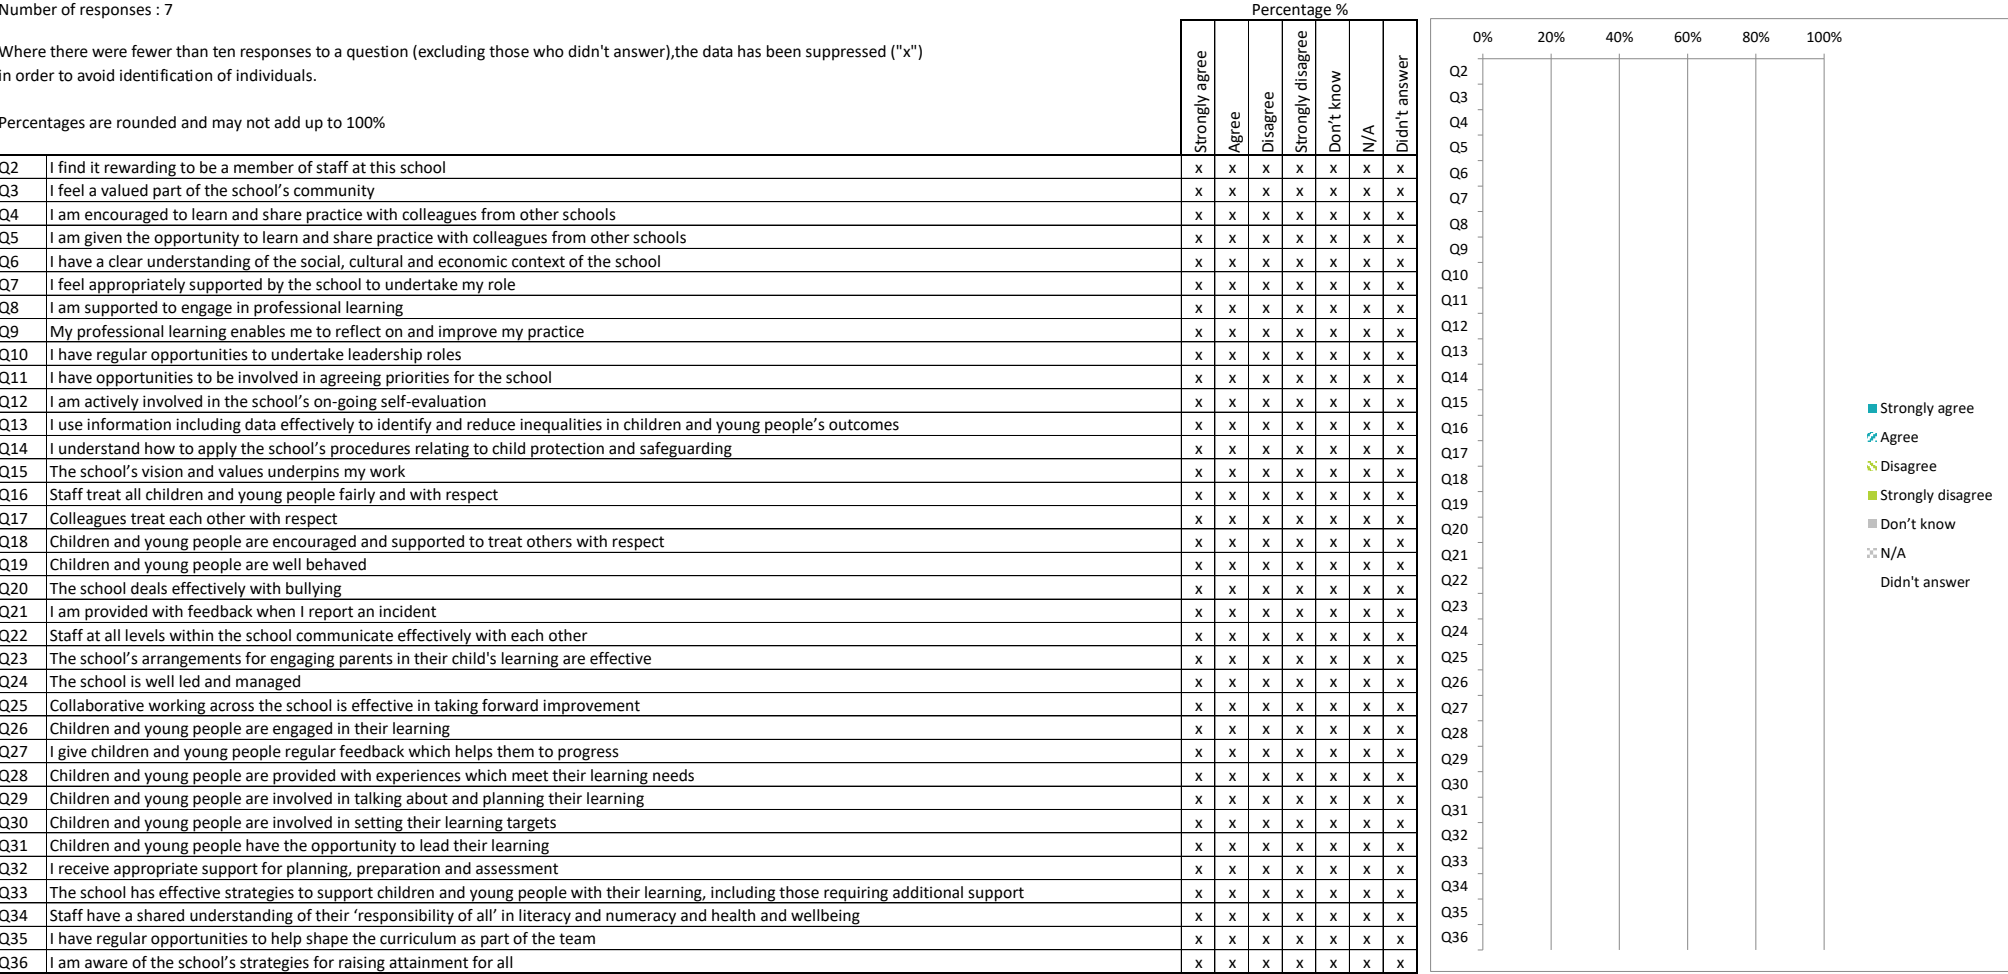 Number of responses : 7
Percentage %
Where there were fewer than ten responses to a question (excluding those who didn't answer),the data has been suppressed ("x")
in order to avoid identification of individuals.
Percentages are rounded and may not add up to 100%
Strongly agree
Agree
Disagree
Strongly disagree
Don't know
N/A
Didn't answer
Q2 I find it rewarding to be a member of staff at this school x x x x x x x
Q3 I feel a valued part of the school’s community x x x x x x x
Q4 I am encouraged to learn and share practice with colleagues from other schools x x x x x x x
Q5 I am given the opportunity to learn and share practice with colleagues from other schools x x x x x x x
Q6 I have a clear understanding of the social, cultural and economic context of the school x x x x x x x
Q7 I feel appropriately supported by the school to undertake my role x x x x x x x
Q8 I am supported to engage in professional learning x x x x x x x
Q9 My professional learning enables me to reflect on and improve my practice x x x x x x x
Q10 I have regular opportunities to undertake leadership roles x x x x x x x
Q11 I have opportunities to be involved in agreeing priorities for the school x x x x x x x
Q12 I am actively involved in the school’s on-going self-evaluation x x x x x x x
Q13 I use information including data effectively to identify and reduce inequalities in children and young people’s outcomes x x x x x x x
Q14 I understand how to apply the school’s procedures relating to child protection and safeguarding x x x x x x x
Q15 The school’s vision and values underpins my work x x x x x x x
Q16 Staff treat all children and young people fairly and with respect x x x x x x x
Q17 Colleagues treat each other with respect x x x x x x x
Q18 Children and young people are encouraged and supported to treat others with respect x x x x x x x
Q19 Children and young people are well behaved x x x x x x x
Q20 The school deals effectively with bullying x x x x x x x
Q21 I am provided with feedback when I report an incident x x x x x x x
Q22 Staff at all levels within the school communicate effectively with each other x x x x x x x
Q23 The school’s arrangements for engaging parents in their child's learning are effective x x x x x x x
Q24 The school is well led and managed x x x x x x x
Q25 Collaborative working across the school is effective in taking forward improvement x x x x x x x
Q26 Children and young people are engaged in their learning x x x x x x x
Q27 I give children and young people regular feedback which helps them to progress x x x x x x x
Q28 Children and young people are provided with experiences which meet their learning needs x x x x x x x
Q29 Children and young people are involved in talking about and planning their learning x x x x x x x
Q30 Children and young people are involved in setting their learning targets x x x x x x x
Q31 Children and young people have the opportunity to lead their learning x x x x x x x
Q32 I receive appropriate support for planning, preparation and assessment x x x x x x x
Q33 The school has effective strategies to support children and young people with their learning, including those requiring additional support x x x x x x x
Q34 Staff have a shared understanding of their ‘responsibility of all’ in literacy and numeracy and health and wellbeing x x x x x x x
Q35 I have regular opportunities to help shape the curriculum as part of the team x x x x x x x
Q36 I am aware of the school’s strategies for raising attainment for all x x x x x x x
0% 20% 40% 60% 80% 100%
Q2
Q3
Q4
Q5
Q6
Q7
Q8
Q9
Q10
Q11
Q12
Q13
Q14
Q15
Q16
Q17
Q18
Q19
Q20
Q21
Q22
Q23
Q24
Q25
Q26
Q27
Q28
Q29
Q30
Q31
Q32
Q33
Q34
Q35
Q36
Strongly agree
Agree
Disagree
Strongly disagree
Don’t know
N/A
Didn't answer